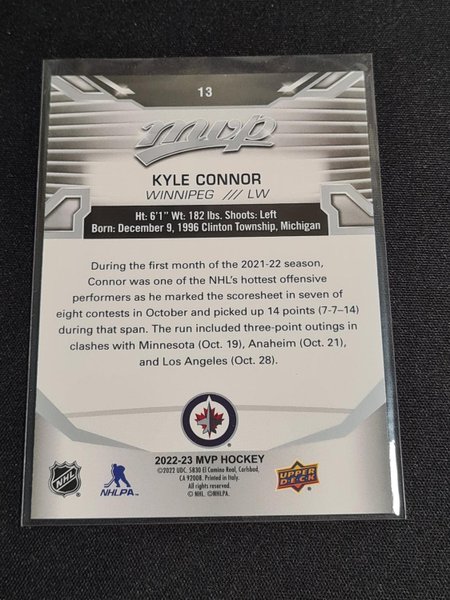 13
mvp
KYLE CONNOR
WINNIPEG /// LW
Ht: 6'1" Wt: 182 lbs. Shoots: Left
Born: December 9, 1996 Clinton Township, Michigan
During the first month of the 2021-22 season,
Connor was one of the NHL's hottest offensive
performers as he marked the scoresheet in seven of
eight contests in October and picked up 14 points (7-7–14)
during that span. The run included three-point outings in
clashes with Minnesota (Oct. 19), Anaheim (Oct. 21),
and Los Angeles (Oct. 28).
2022-23 MVP HOCKEY
©2022 UDC. 5830 El Camino Real, Carlsbad,
CA 92008. Printed in Italy.
All rights reserved.
© NHL. ©NHLPA.
NHL
NHLPA
UPPER
DECK